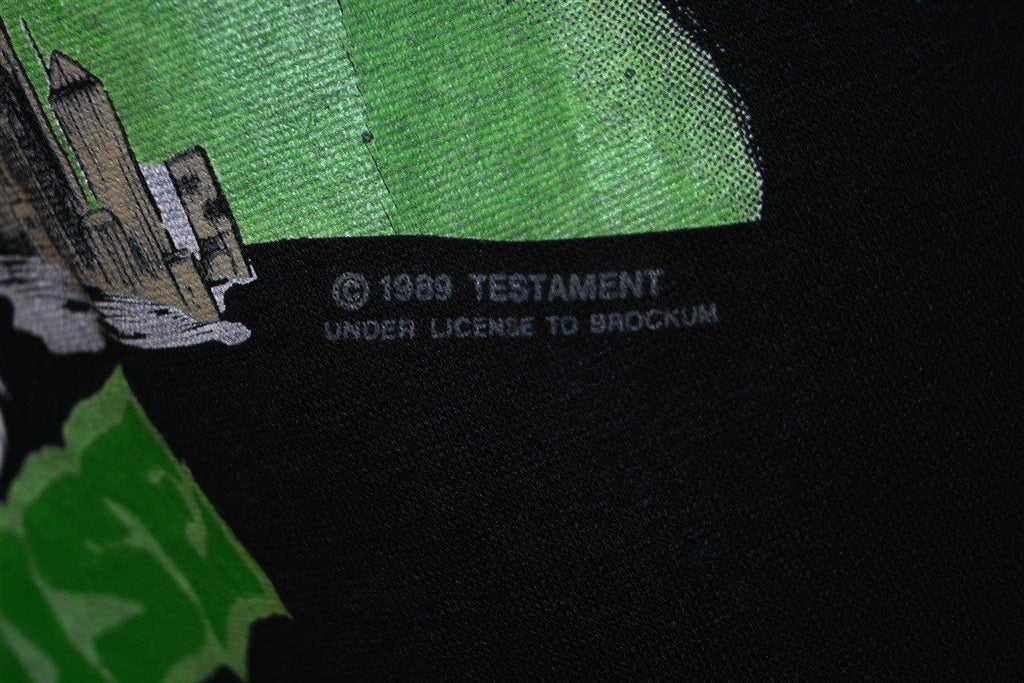 © 1989 TESTAMENT
UNDER LICENSE TO BROCKUM